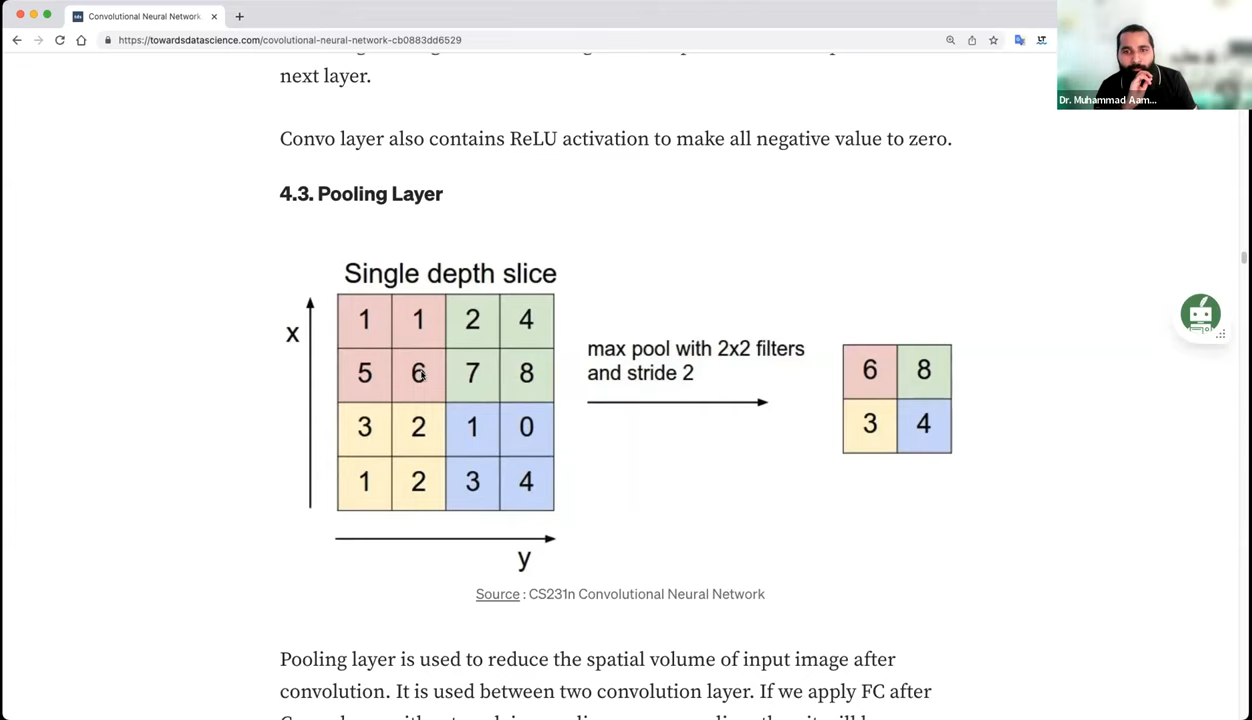 Convolutional Neural Network.
https://towardsdatascience.com/covolutional-neural-network-cb0883dd6529
Dr. Muhammad Aam...
next layer.
Convo layer also contains ReLU activation to make all negative value to zero.
4.3. Pooling Layer
Single depth slice
x
1 1 2 4
5 6 7 8
3 2 1 0
1 2 3 4
y
max pool with 2x2 filters
and stride 2
6 8
3 4
Source : CS231n Convolutional Neural Network
Pooling layer is used to reduce the spatial volume of input image after
convolution. It is used between two convolution layer. If we apply FC after